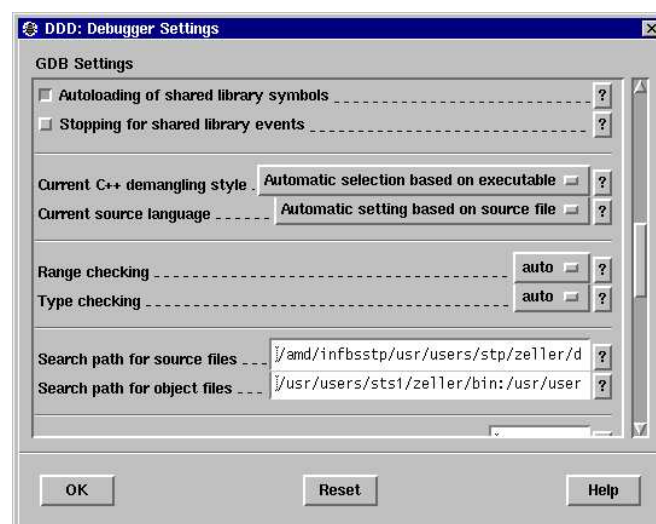 DDD: Debugger Settings
GDB Settings
Autoloading of shared library symbols ?
Stopping for shared library events ?
Current C++ demangling style . Automatic selection based on executable ?
Current source language Automatic setting based on source file ?
Range checking auto ?
Type checking auto ?
Search path for source files /amd/infbsstp/usr/users/stp/zeller/d ?
Search path for object files /usr/users/sts1/zeller/bin:/usr/user ?
OK Reset Help